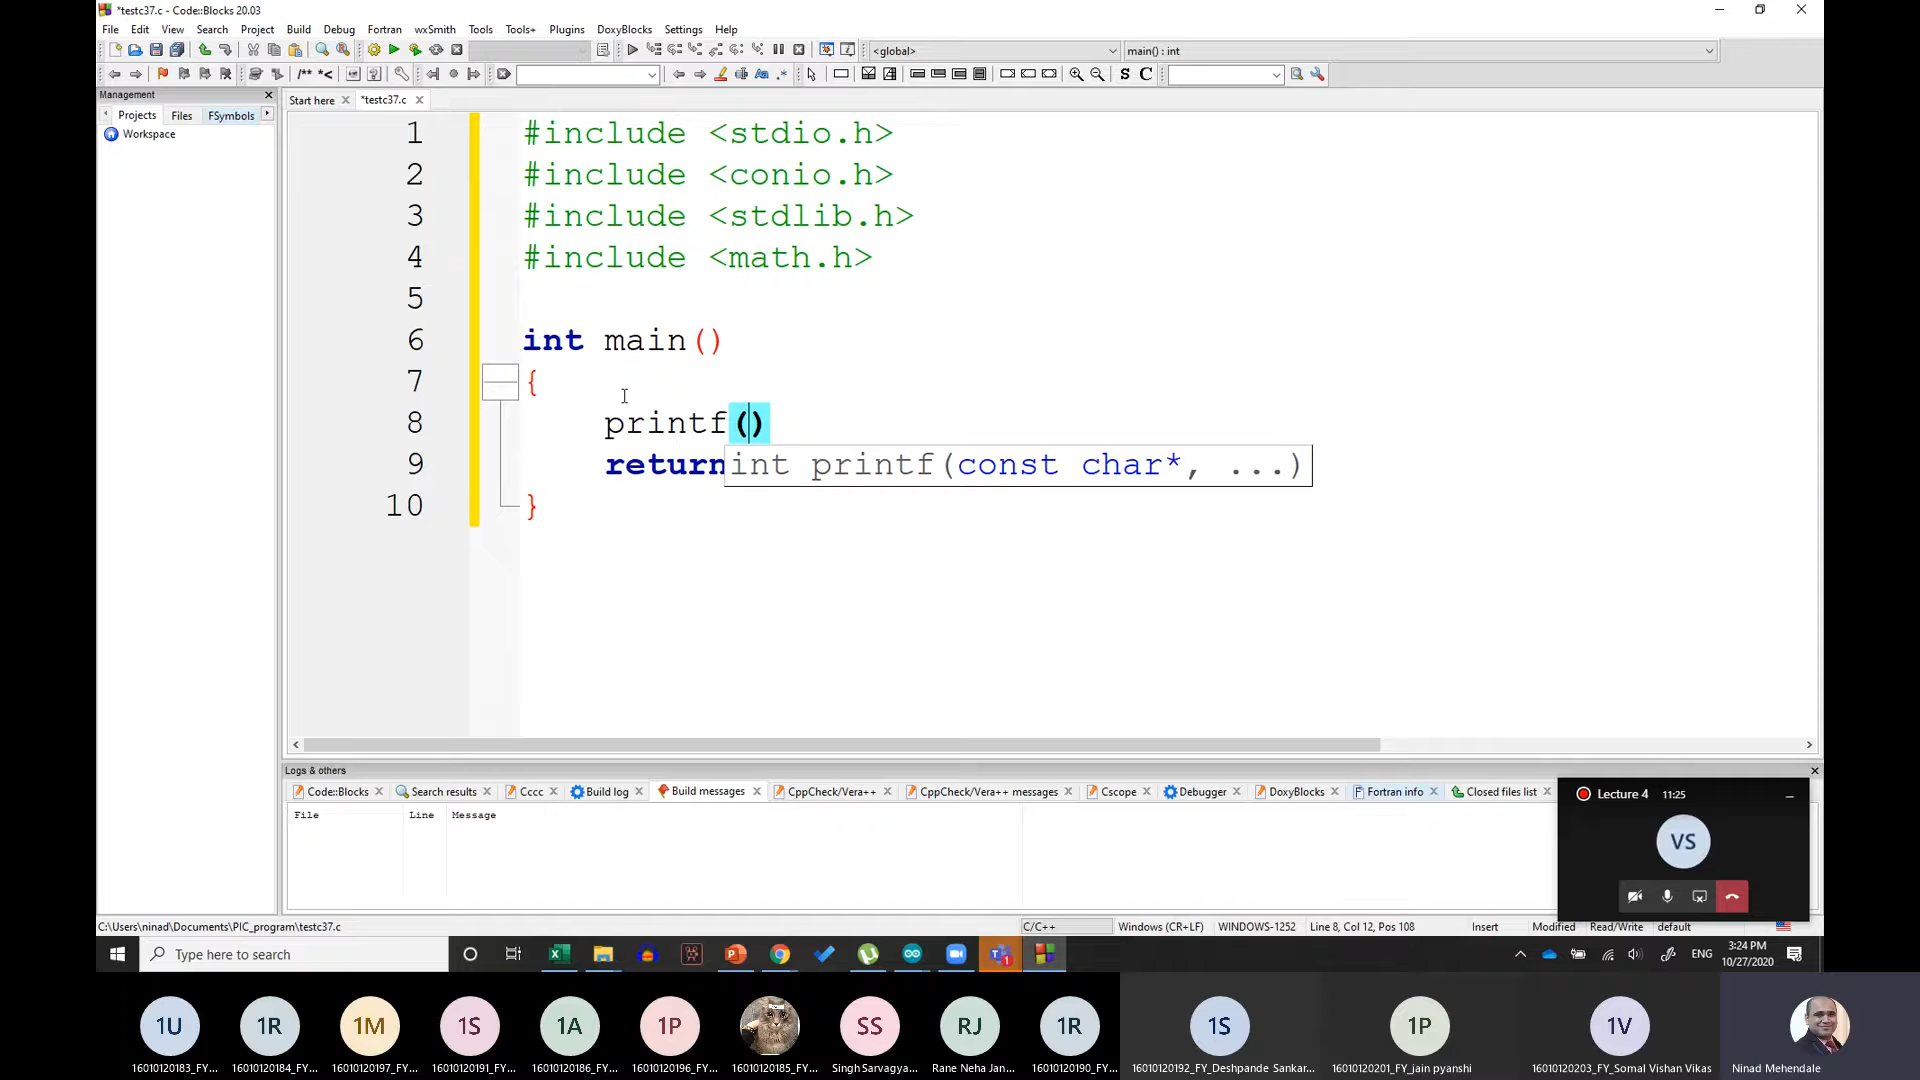 *testc37.c - Code::Blocks 20.03
File Edit View Search Project Build Debug Fortran wxSmith Tools Tools+ Plugins DoxyBlocks Settings Help
<global> main() : int
/** *< Aa .* S C
Management
Projects Files FSymbols
Workspace
Start here *testc37.c
1 #include <stdio.h>
2 #include <conio.h>
3 #include <stdlib.h>
4 #include <math.h>
5
6 int main()
7 {
8 printf()
9 return int printf(const char*, ...)
10 }
Logs & others
Code::Blocks Search results Cccc Build log Build messages CppCheck/Vera++ CppCheck/Vera++ messages Cscope Debugger DoxyBlocks Fortran info Closed files list
File Line Message
Lecture 4 11:25
VS
C:\Users\ninad\Documents\PIC_program\testc37.c C/C++ Windows (CR+LF) WINDOWS-1252 Line 8, Col 12, Pos 108 Insert Modified Read/Write default
Type here to search ENG 3:24 PM
10/27/2020
1U 1R 1M 1S 1A 1P SS RJ 1R 1S 1P 1V
16010120183_FY... 16010120184_FY... 16010120197_FY... 16010120191_FY... 16010120186_FY... 16010120196_FY... 16010120185_FY... Singh Sarvagya... Rane Neha Jan... 16010120190_FY... 16010120192_FY_Deshpande Sankar... 16010120201_FY_jain pyanshi 16010120203_FY_Somal Vishan Vikas Ninad Mehendale